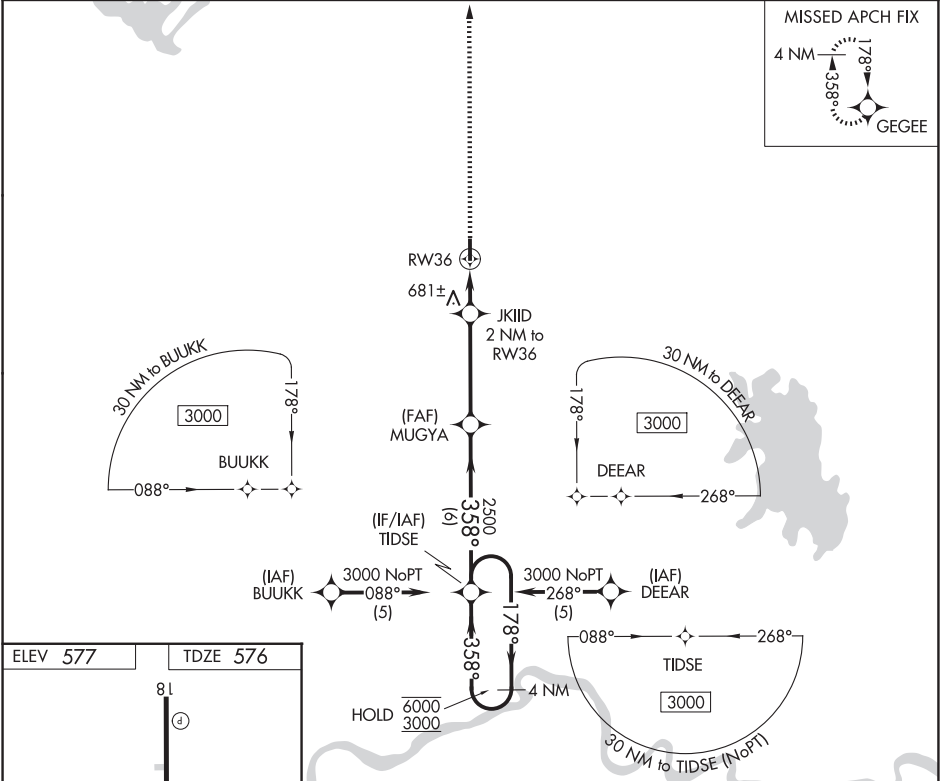 MISSED APCH FIX
4 NM
178°
358°
GEGEE
RW36
681±
JKIID
2 NM to
RW36
30 NM to BUUKK
3000
178°
BUUKK
088°
(FAF)
MUGYA
30 NM to DEEAR
178°
3000
DEEAR
268°
2500
358°
(6)
(IF/IAF)
TIDSE
(IAF)
BUUKK
3000 NoPT
088°
(5)
3000 NoPT
268°
(5)
(IAF)
DEEAR
178°
358°
4 NM
HOLD
6000
3000
088°
268°
TIDSE
3000
30 NM to TIDSE (NoPT)
ELEV 577
TDZE 576
18
P